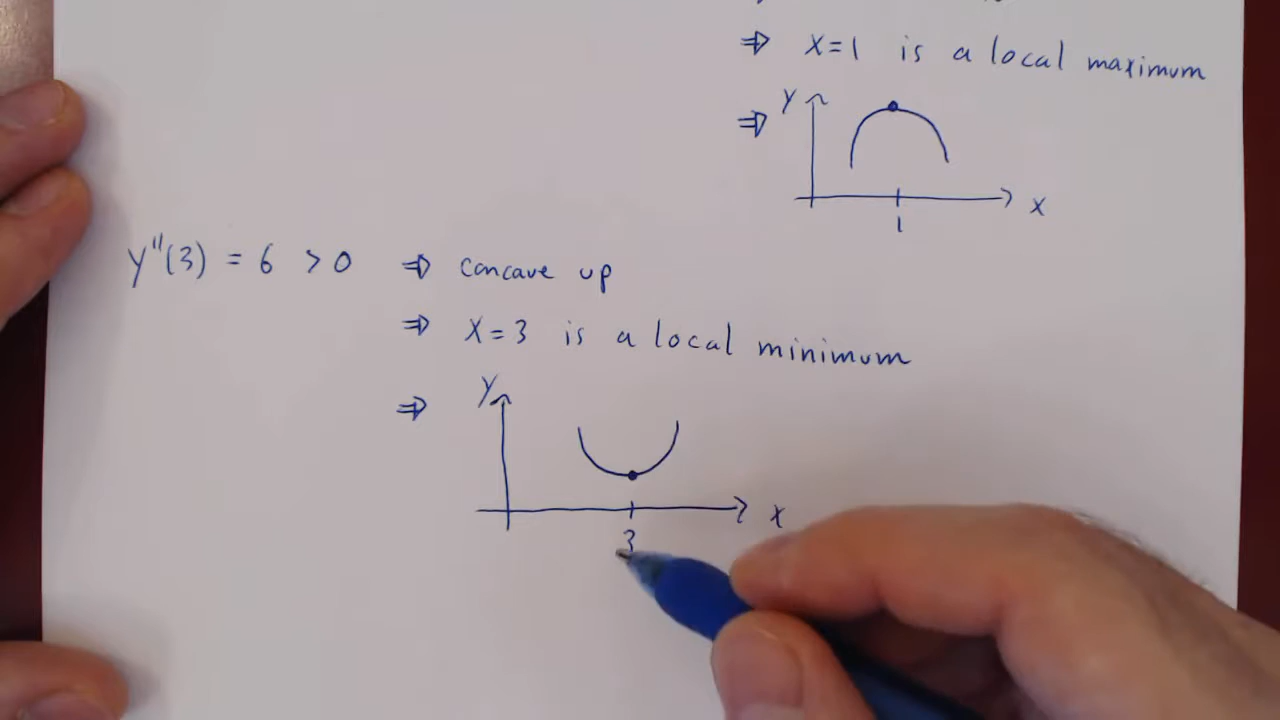 ⇒ x=1 is a local maximum
⇒ y
x
1
y''(3) = 6 > 0 ⇒ concave up
⇒ x=3 is a local minimum
⇒ y
x
3